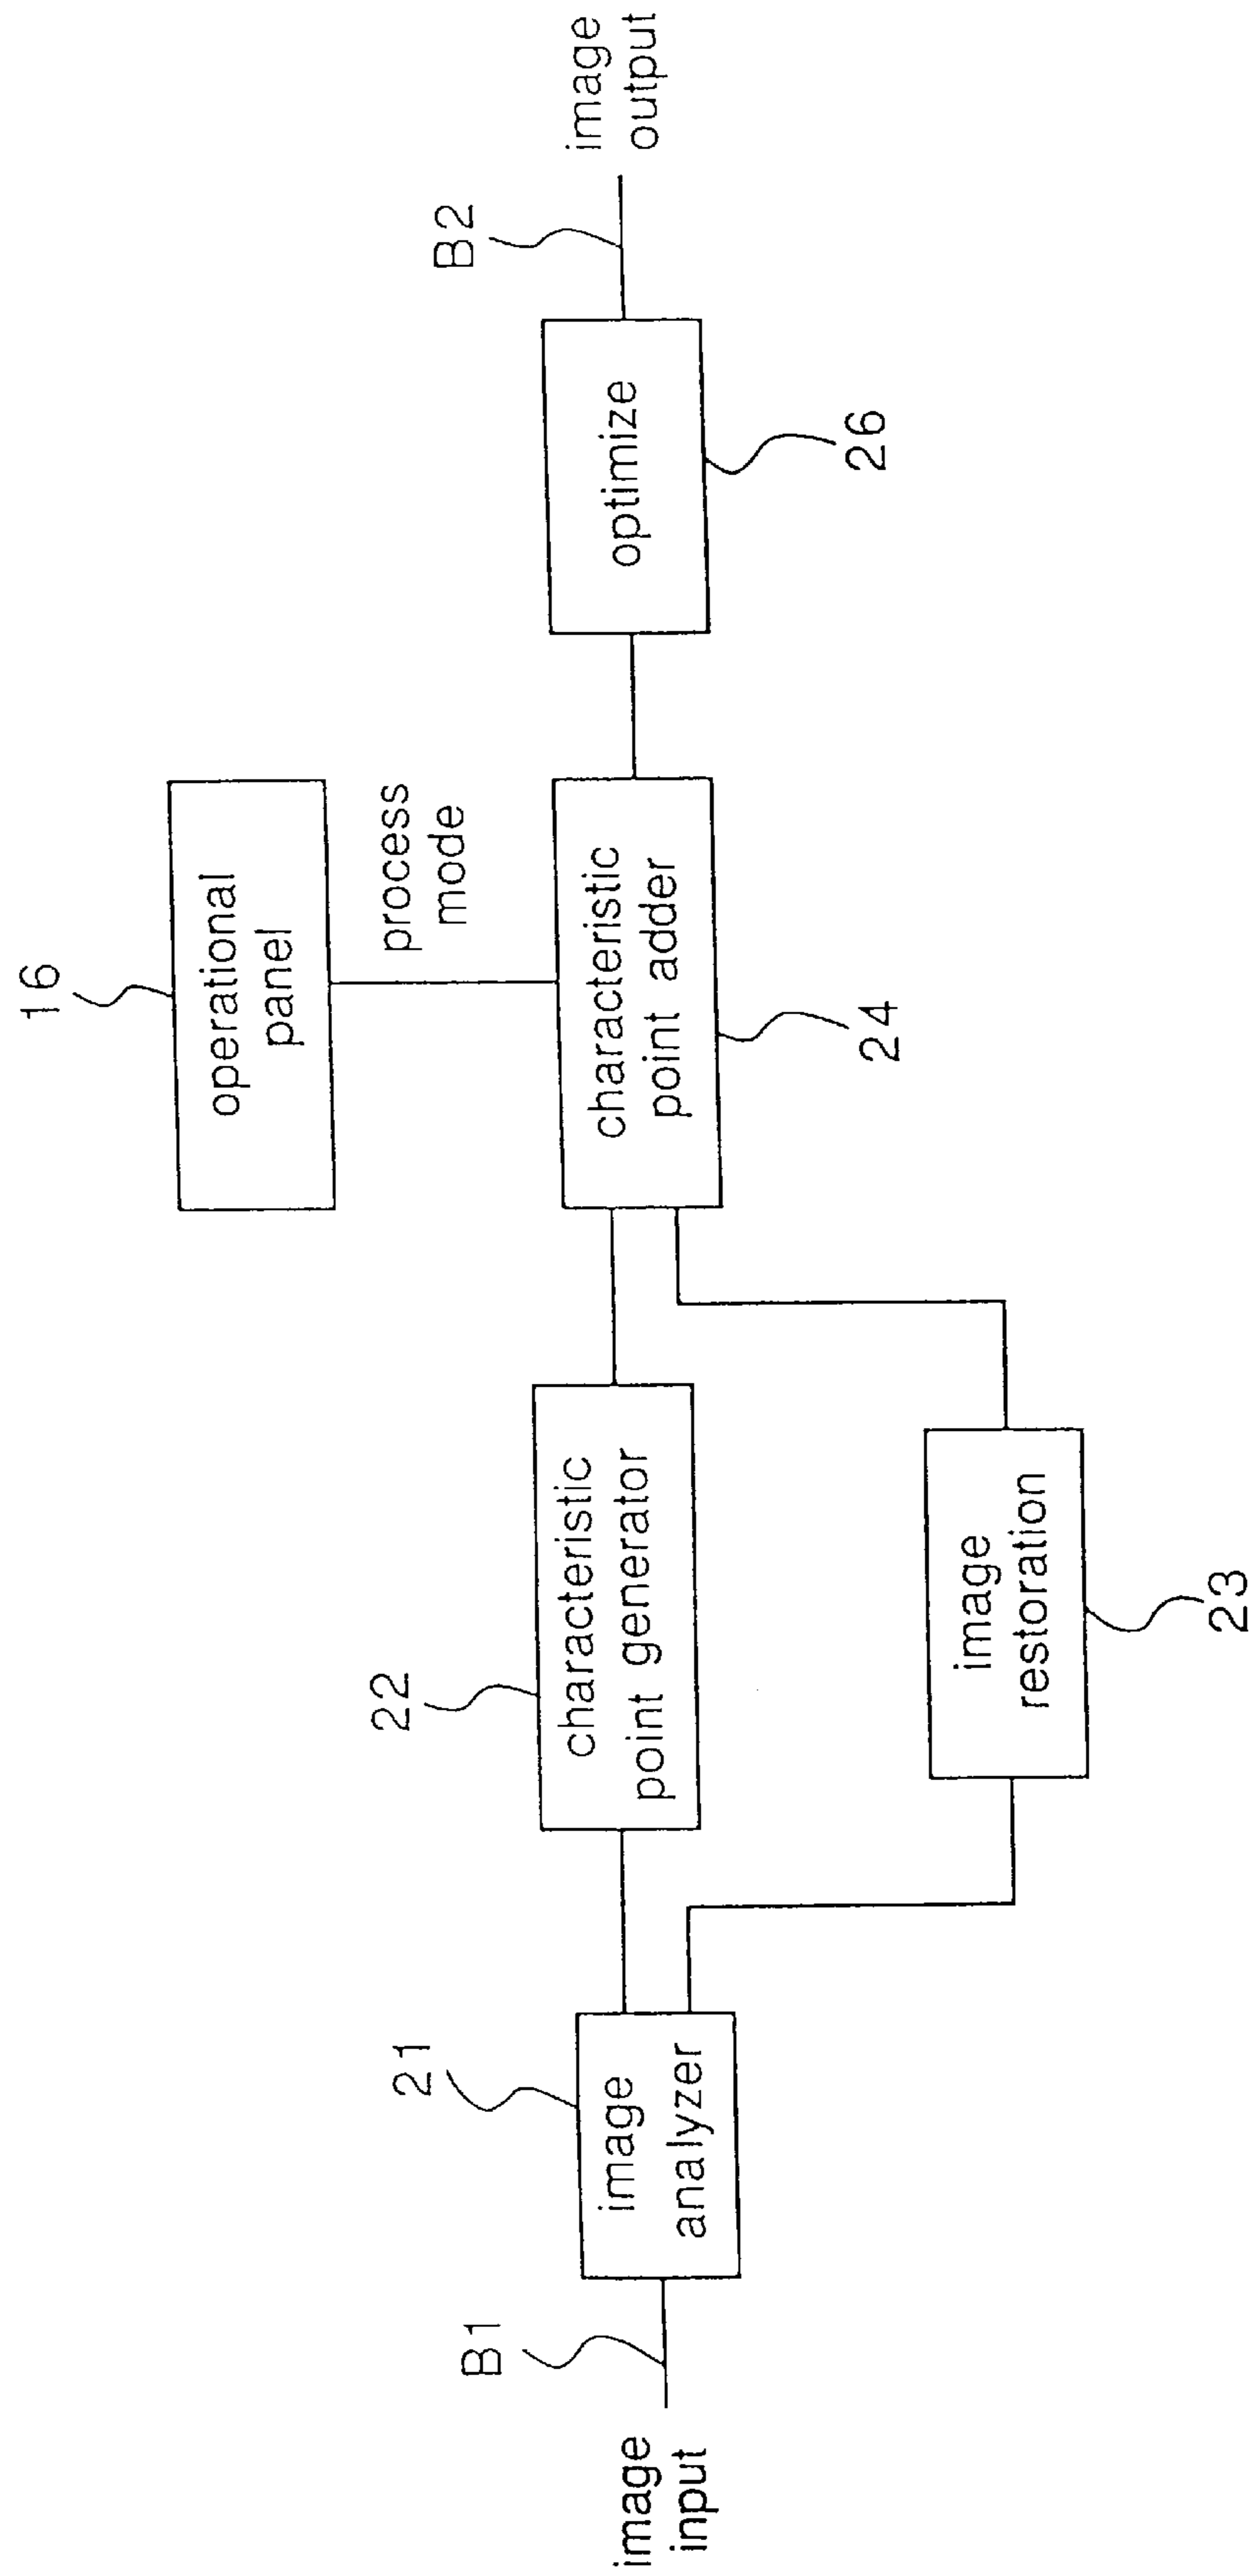 16
operational
panel
process
mode
B2
image
output
22
characteristic
point generator
characteristic
point adder
24
optimize
26
B1
21
image
input
image
analyzer
image
restoration
23